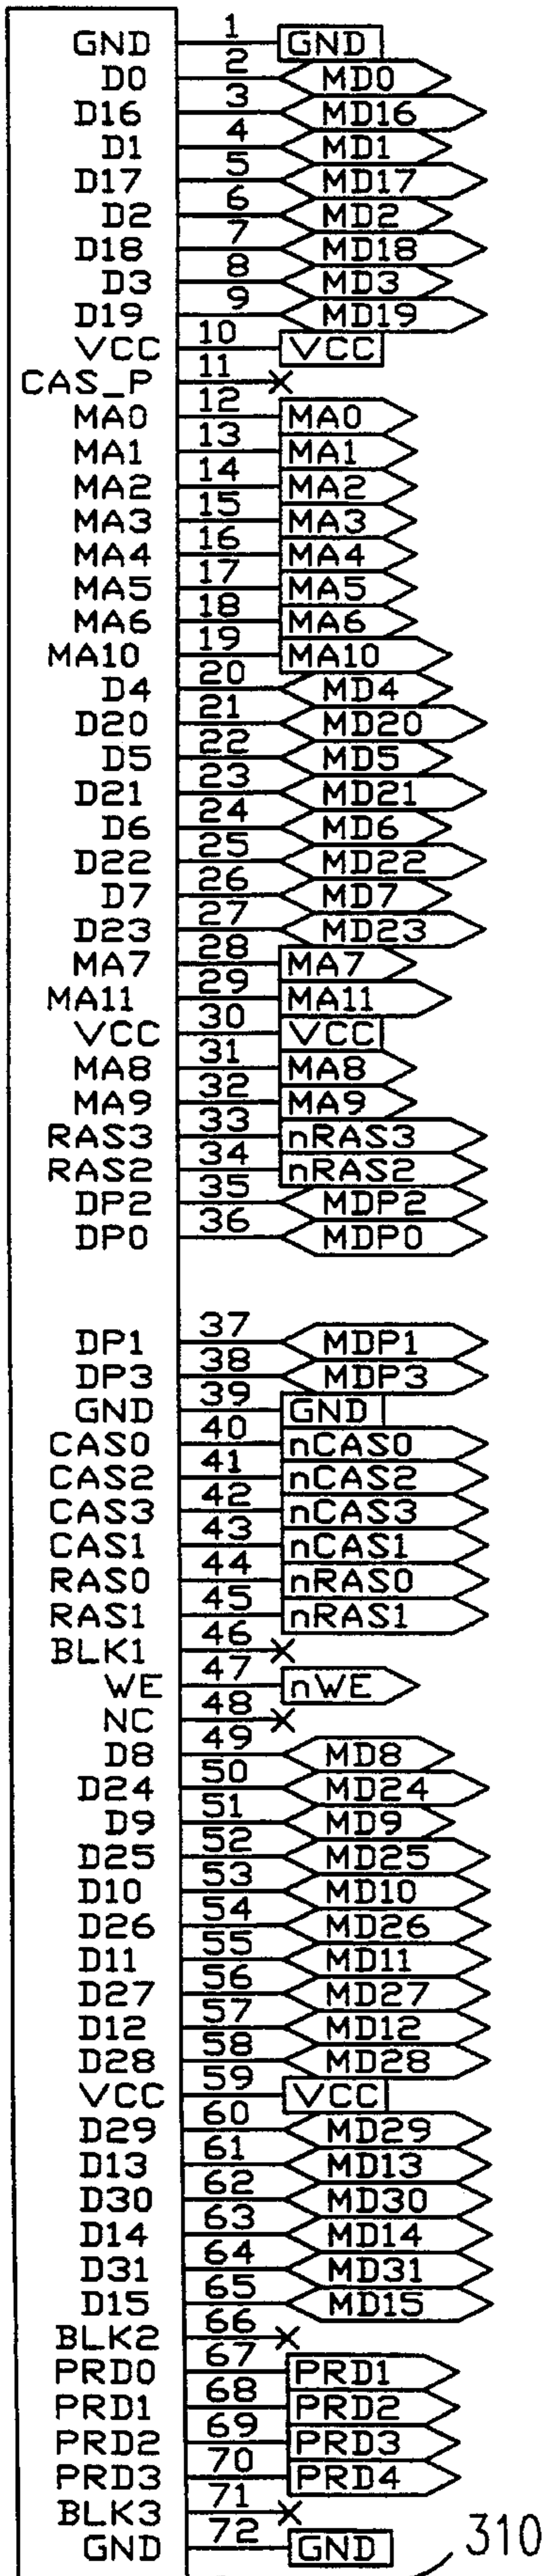 GND 1 GND
D0 2 MD0
D16 3 MD16
D1 4 MD1
D17 5 MD17
D2 6 MD2
D18 7 MD18
D3 8 MD3
D19 9 MD19
VCC 10 VCC
CAS_P 11
MA0 12 MA0
MA1 13 MA1
MA2 14 MA2
MA3 15 MA3
MA4 16 MA4
MA5 17 MA5
MA6 18 MA6
MA10 19 MA10
D4 20 MD4
D20 21 MD20
D5 22 MD5
D21 23 MD21
D6 24 MD6
D22 25 MD22
D7 26 MD7
D23 27 MD23
MA7 28 MA7
MA11 29 MA11
VCC 30 VCC
MA8 31 MA8
MA9 32 MA9
RAS3 33 nRAS3
RAS2 34 nRAS2
DP2 35 MDP2
DP0 36 MDP0
DP1 37 MDP1
DP3 38 MDP3
GND 39 GND
CAS0 40 nCAS0
CAS2 41 nCAS2
CAS3 42 nCAS3
CAS1 43 nCAS1
RAS0 44 nRAS0
RAS1 45 nRAS1
BLK1 46
WE 47 nWE
NC 48
D8 49 MD8
D24 50 MD24
D9 51 MD9
D25 52 MD25
D10 53 MD10
D26 54 MD26
D11 55 MD11
D27 56 MD27
D12 57 MD12
D28 58 MD28
VCC 59 VCC
D29 60 MD29
D13 61 MD13
D30 62 MD30
D14 63 MD14
D31 64 MD31
D15 65 MD15
BLK2 66
PRD0 67 PRD1
PRD1 68 PRD2
PRD2 69 PRD3
PRD3 70 PRD4
BLK3 71
GND 72 GND
310